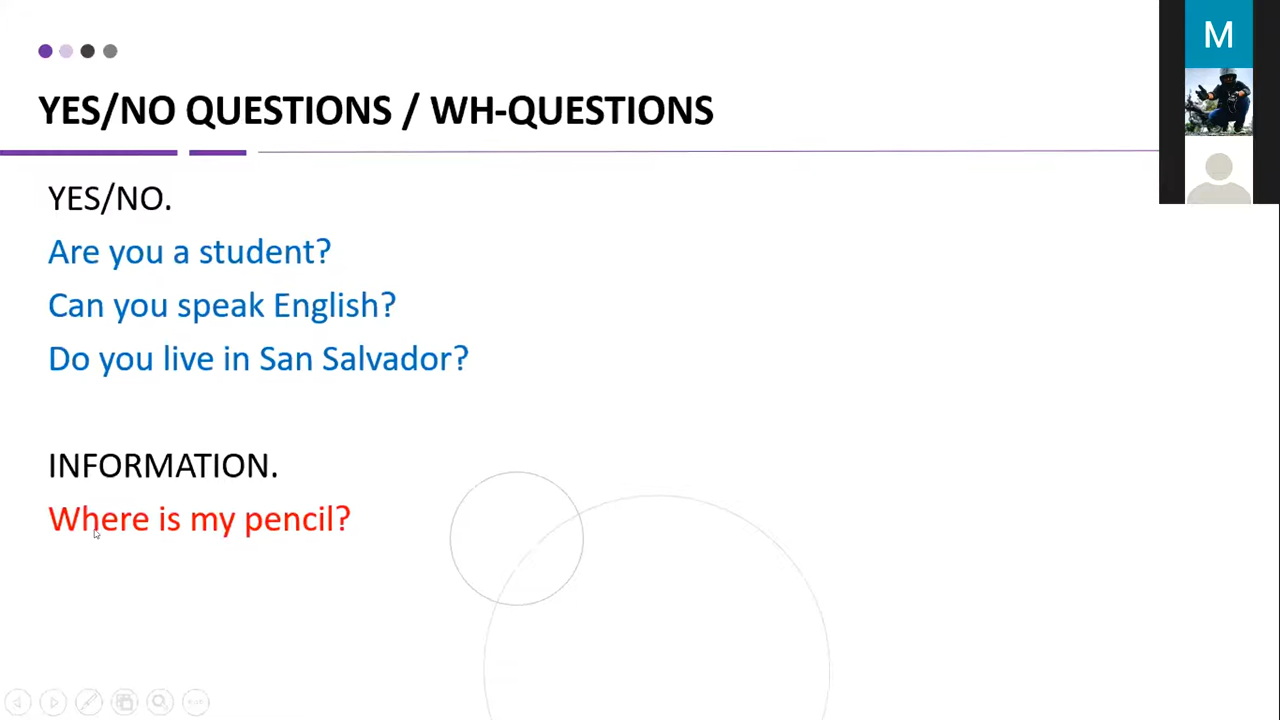 YES/NO QUESTIONS / WH-QUESTIONS
M
YES/NO.
Are you a student?
Can you speak English?
Do you live in San Salvador?
INFORMATION.
Where is my pencil?